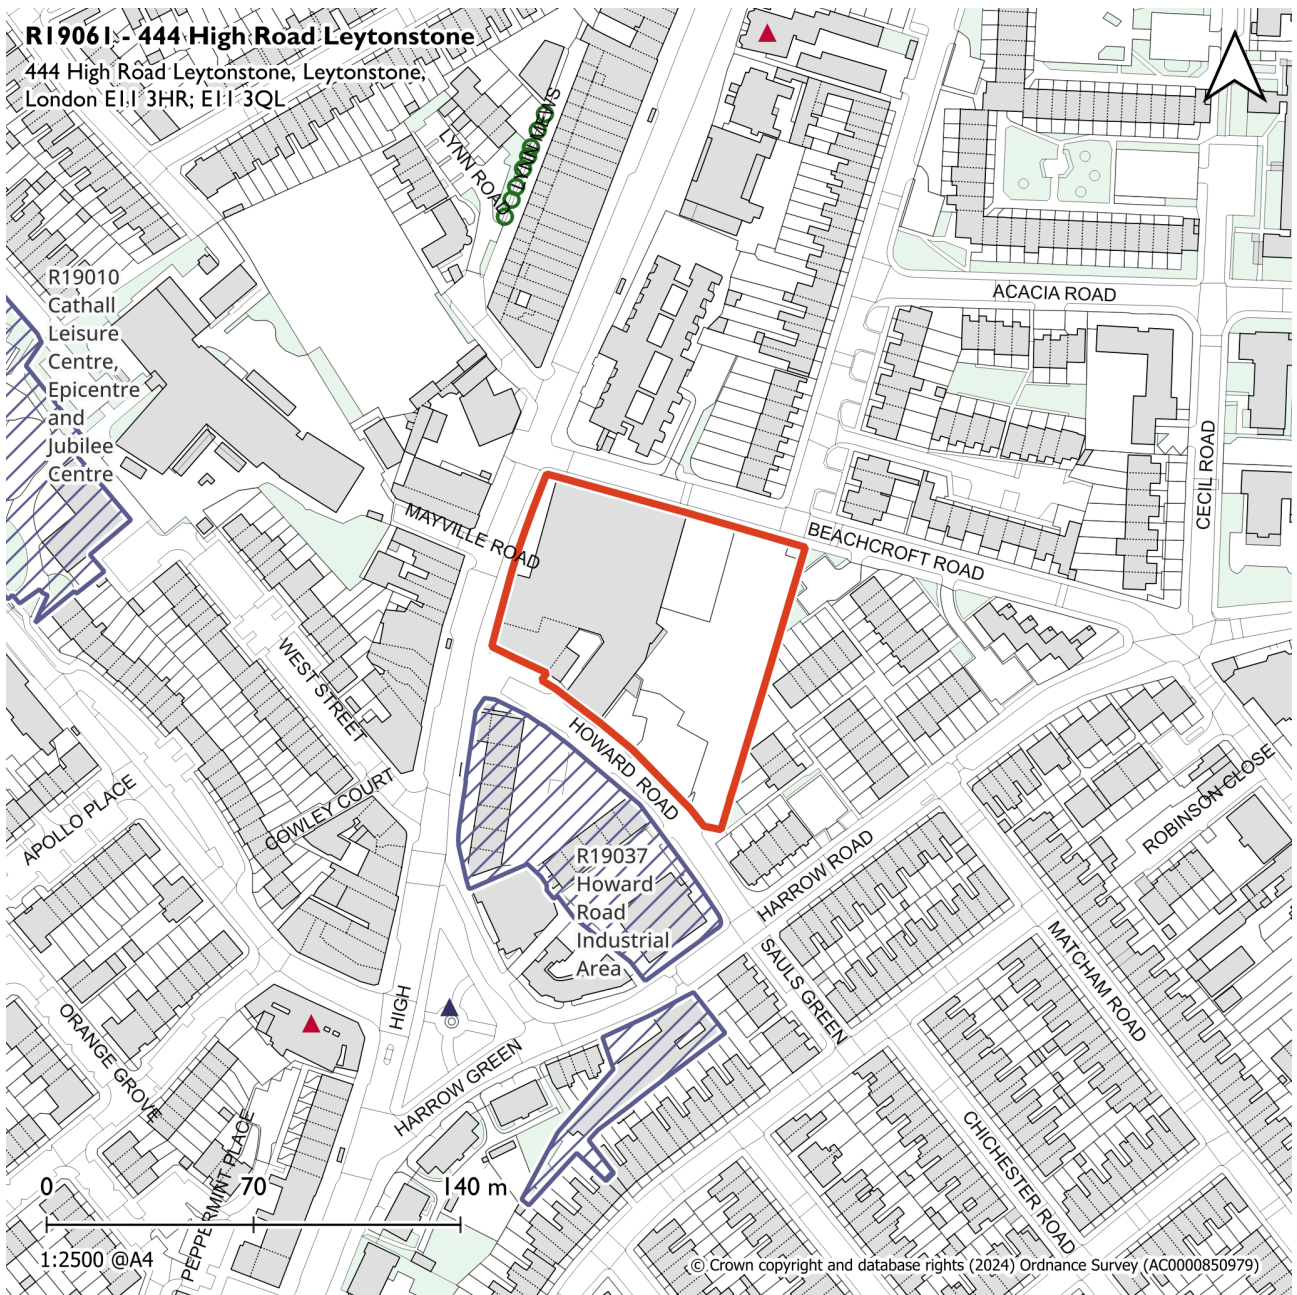 R19061 - 444 High Road Leytonstone
444 High Road Leytonstone, Leytonstone,
London E11 3HR; E11 3QL
LYNN MEWS
LYNN ROAD
R19010
Cathall
Leisure
Centre,
Epicentre
and
Jubilee
Centre
ACACIA ROAD
CECIL ROAD
MAYVILLE ROAD
BEACHCROFT ROAD
WEST STREET
HOWARD ROAD
COWLEY COURT
APOLLO PLACE
ROBINSON CLOSE
R19037
Howard
Road
Industrial
Area
HARROW ROAD
SAULS GREEN
MATCHAM ROAD
HIGH
ORANGE GROVE
HARROW GREEN
PEPPERMINT PLACE
CHICHESTER ROAD
0 70 140 m
1:2500 @A4
© Crown copyright and database rights (2024) Ordnance Survey (AC0000850979)